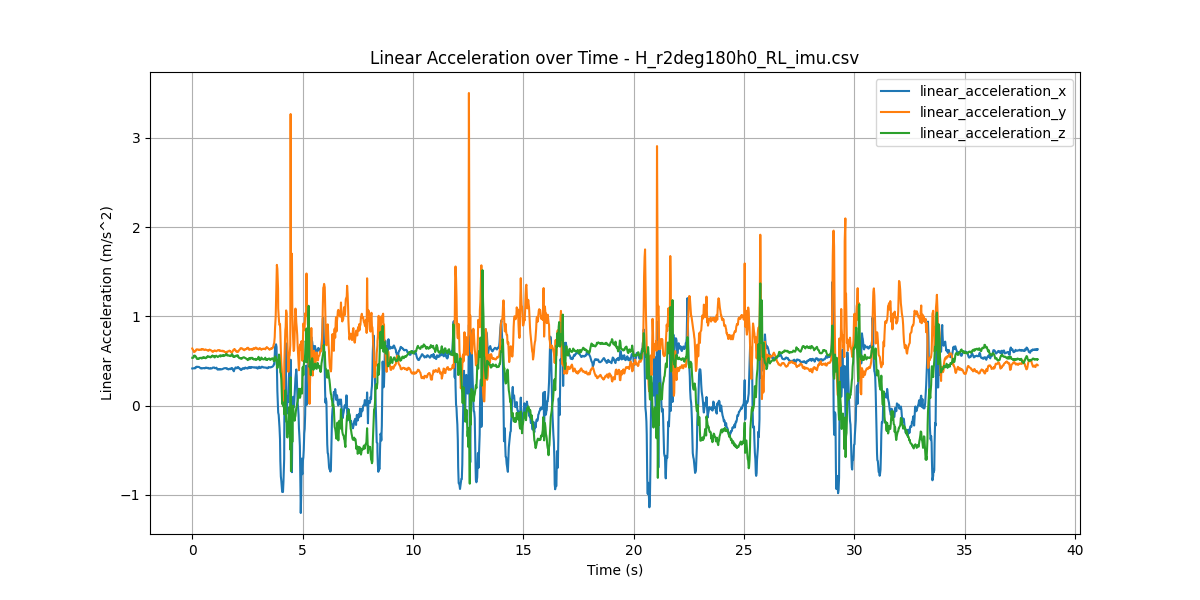 Linear Acceleration over Time - H_r2deg180h0_RL_imu.csv
linear_acceleration_x
linear_acceleration_y
linear_acceleration_z
Linear Acceleration (m/s^2)
3
2
1
0
−1
0 5 10 15 20 25 30 35 40
Time (s)